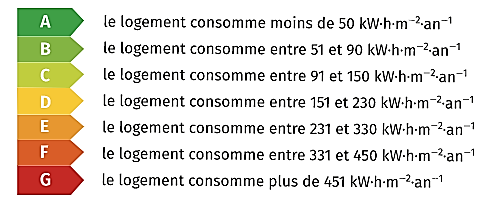 A le logement consomme moins de 50 kW·h·m⁻²·an⁻¹
B le logement consomme entre 51 et 90 kW·h·m⁻²·an⁻¹
C le logement consomme entre 91 et 150 kW·h·m⁻²·an⁻¹
D le logement consomme entre 151 et 230 kW·h·m⁻²·an⁻¹
E le logement consomme entre 231 et 330 kW·h·m⁻²·an⁻¹
F le logement consomme entre 331 et 450 kW·h·m⁻²·an⁻¹
G le logement consomme plus de 451 kW·h·m⁻²·an⁻¹